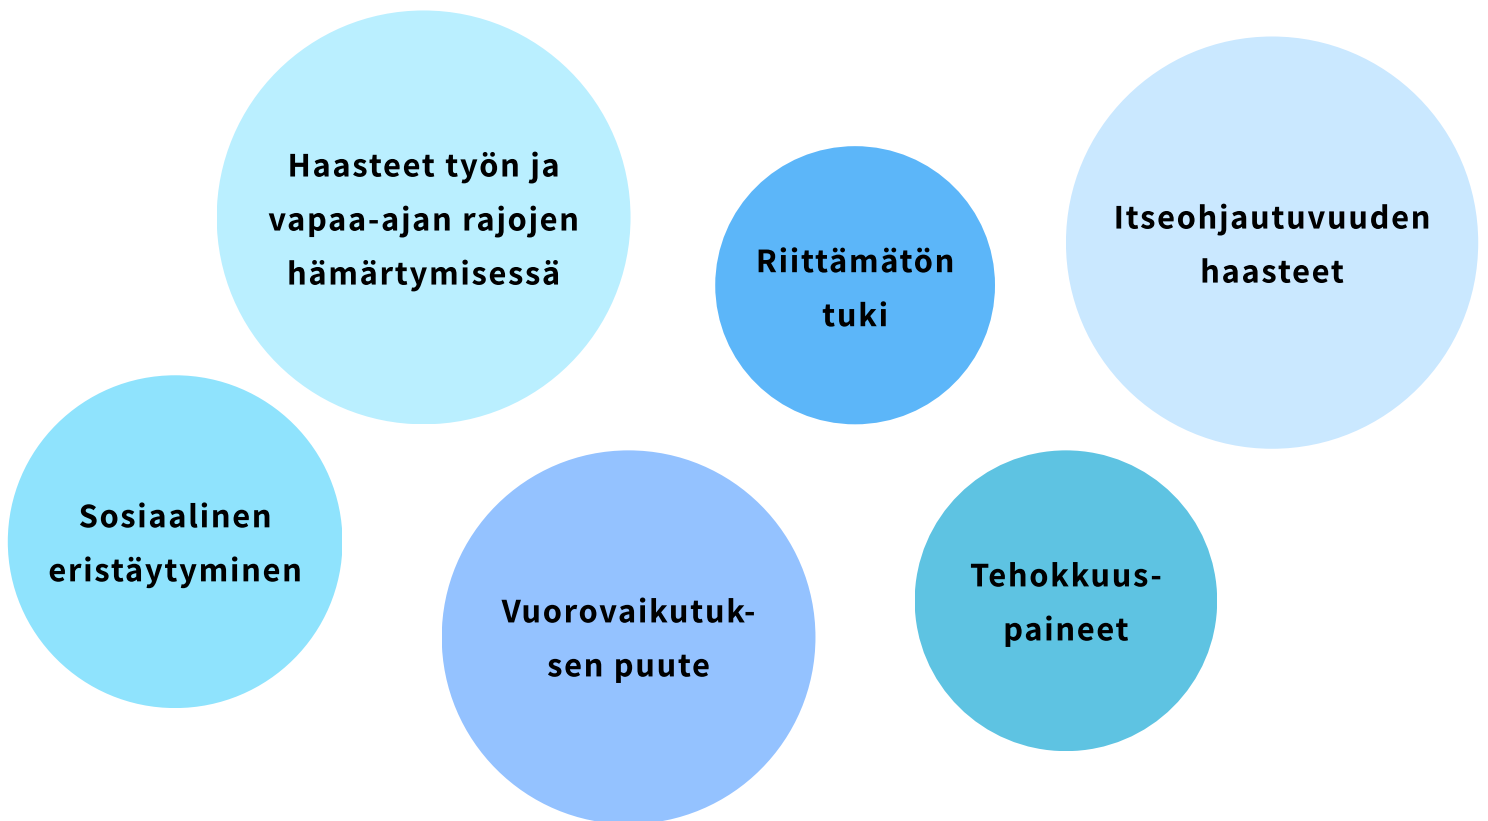 Haasteet työn ja
vapaa-ajan rajojen
hämärtymisessä
Riittämätön
tuki
Itseohjautuvuuden
haasteet
Sosiaalinen
eristäytyminen
Vuorovaikutuk-
sen puute
Tehokkuus-
paineet